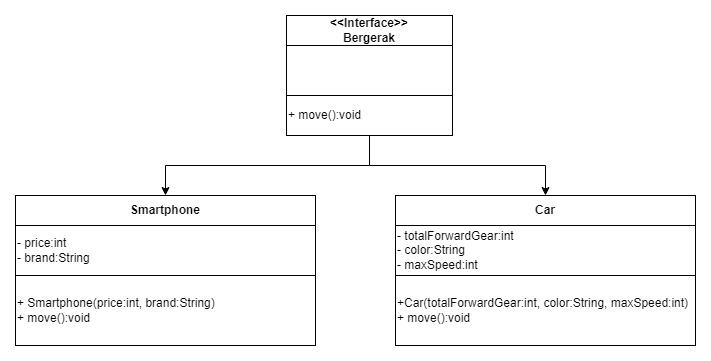 <<Interface>>
Bergerak
+ move():void
Smartphone
- price:int
- brand:String
+ Smartphone(price:int, brand:String)
+ move():void
Car
- totalForwardGear:int
- color:String
- maxSpeed:int
+Car(totalForwardGear:int, color:String, maxSpeed:int)
+ move():void